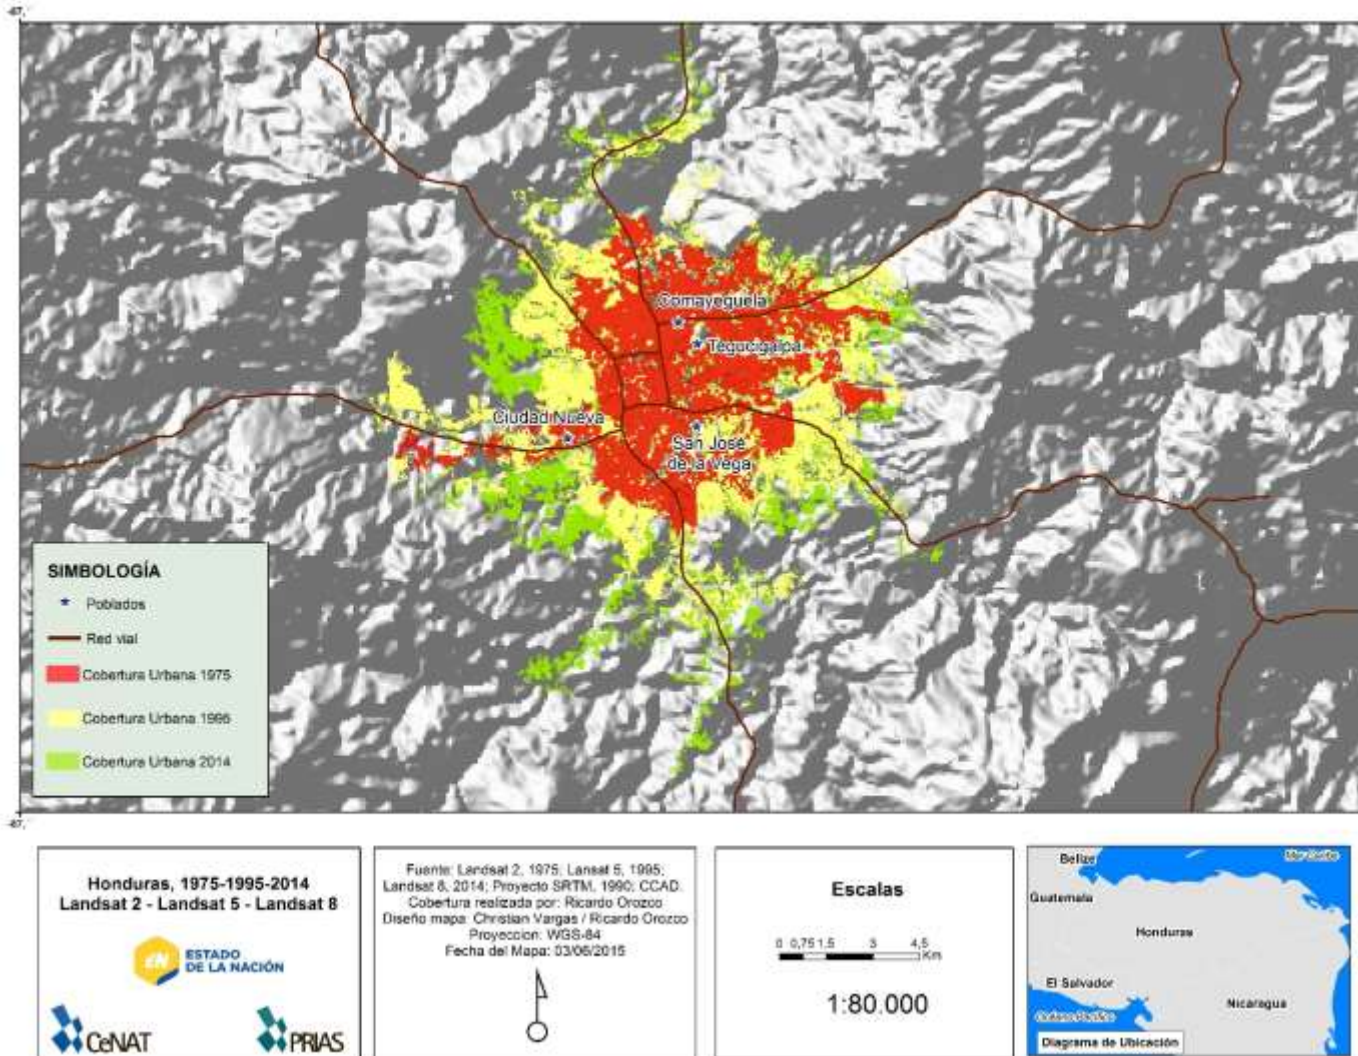 -87,
Comayeguela
Tegucigalpa
Ciudad Nueva
San José
de la Vega
SIMBOLOGÍA
Poblados
Red vial
Cobertura Urbana 1975
Cobertura Urbana 1995
Cobertura Urbana 2014
-87,
Honduras, 1975-1995-2014
Landsat 2 - Landsat 5 - Landsat 8
eN ESTADO
DE LA NACIÓN
CeNAT
PRIAS
Fuente: Landsat 2, 1975; Lansat 5, 1995;
Landsat 8, 2014; Proyecto SRTM, 1990; CCAD.
Cobertura realizada por: Ricardo Orozco
Diseño mapa: Christian Vargas / Ricardo Orozco
Proyeccion: WGS-84
Fecha del Mapa: 03/06/2015
Escalas
0 0,75 1,5 3 4,5
Km
1:80.000
Belize
Mar Caribe
Guatemala
Honduras
El Salvador
Nicaragua
Océano Pacífico
Diagrama de Ubicación